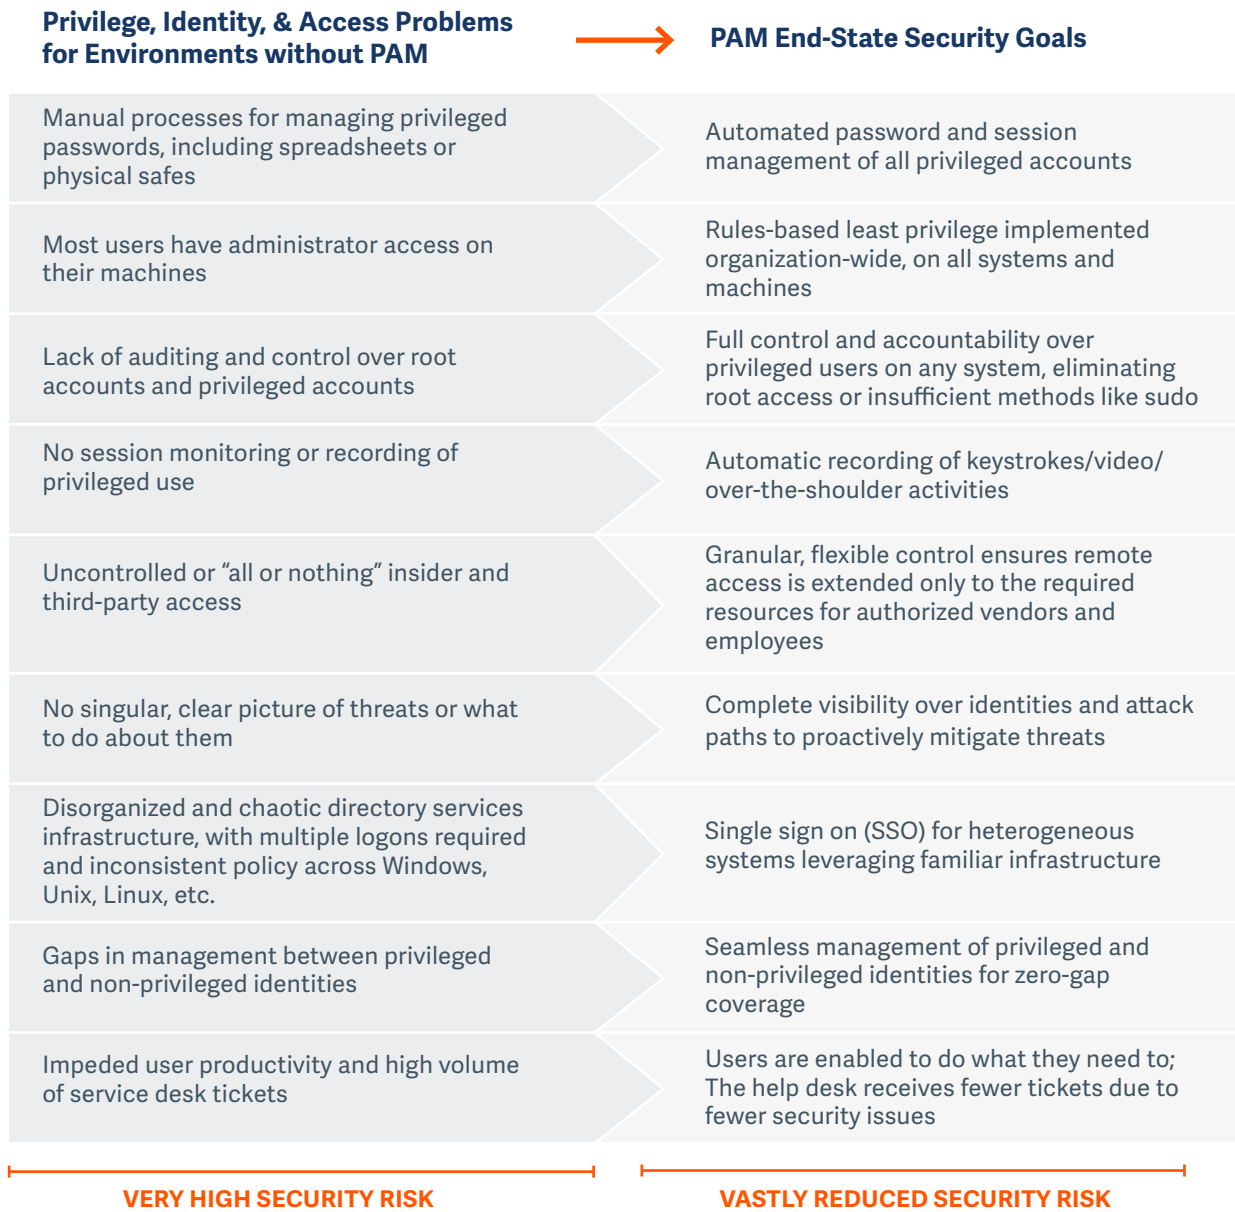 Privilege, Identity, & Access Problems
for Environments without PAM
PAM End-State Security Goals
Manual processes for managing privileged
passwords, including spreadsheets or
physical safes
Automated password and session
management of all privileged accounts
Most users have administrator access on
their machines
Rules-based least privilege implemented
organization-wide, on all systems and
machines
Lack of auditing and control over root
accounts and privileged accounts
Full control and accountability over
privileged users on any system, eliminating
root access or insufficient methods like sudo
No session monitoring or recording of
privileged use
Automatic recording of keystrokes/video/
over-the-shoulder activities
Uncontrolled or “all or nothing” insider and
third-party access
Granular, flexible control ensures remote
access is extended only to the required
resources for authorized vendors and
employees
No singular, clear picture of threats or what
to do about them
Complete visibility over identities and attack
paths to proactively mitigate threats
Disorganized and chaotic directory services
infrastructure, with multiple logons required
and inconsistent policy across Windows,
Unix, Linux, etc.
Single sign on (SSO) for heterogeneous
systems leveraging familiar infrastructure
Gaps in management between privileged
and non-privileged identities
Seamless management of privileged and
non-privileged identities for zero-gap
coverage
Impeded user productivity and high volume
of service desk tickets
Users are enabled to do what they need to;
The help desk receives fewer tickets due to
fewer security issues
VERY HIGH SECURITY RISK
VASTLY REDUCED SECURITY RISK